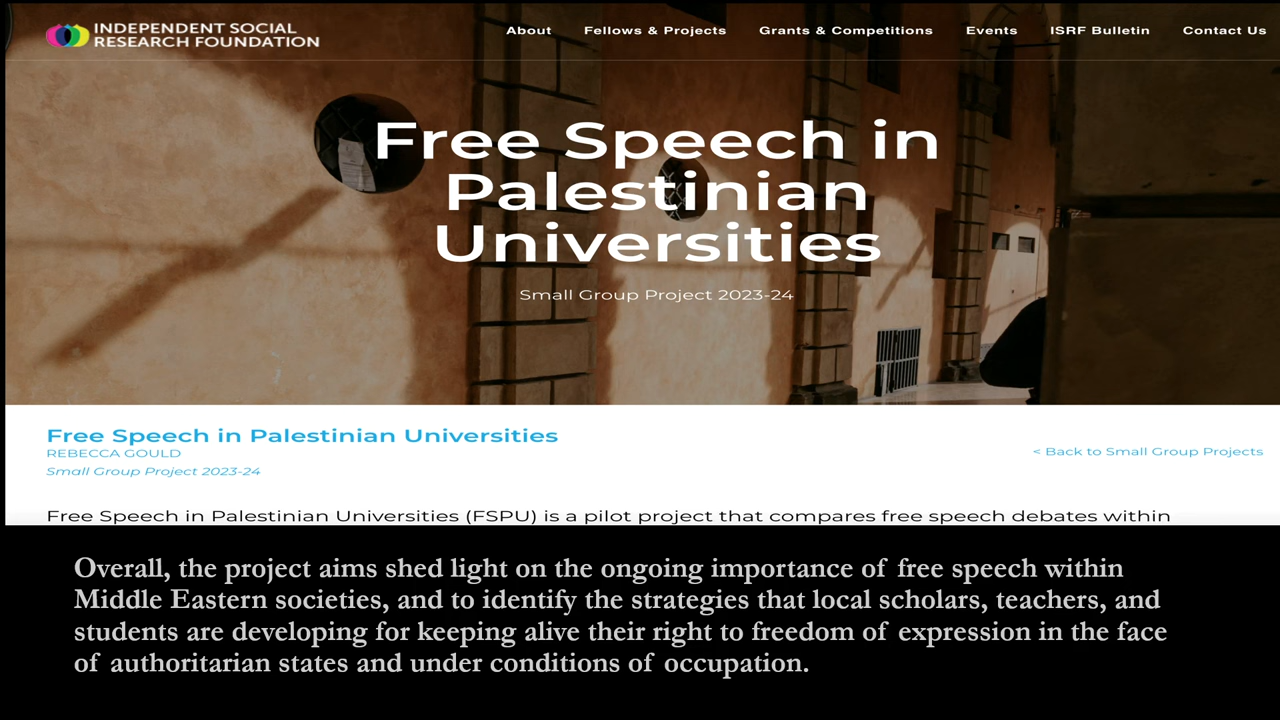 INDEPENDENT SOCIAL
RESEARCH FOUNDATION
About Fellows & Projects Grants & Competitions Events ISRF Bulletin Contact Us
Free Speech in
Palestinian
Universities
Small Group Project 2023-24
Free Speech in Palestinian Universities
REBECCA GOULD
< Back to Small Group Projects
Small Group Project 2023-24
Free Speech in Palestinian Universities (FSPU) is a pilot project that compares free speech debates within
Overall, the project aims shed light on the ongoing importance of free speech within
Middle Eastern societies, and to identify the strategies that local scholars, teachers, and
students are developing for keeping alive their right to freedom of expression in the face
of authoritarian states and under conditions of occupation.